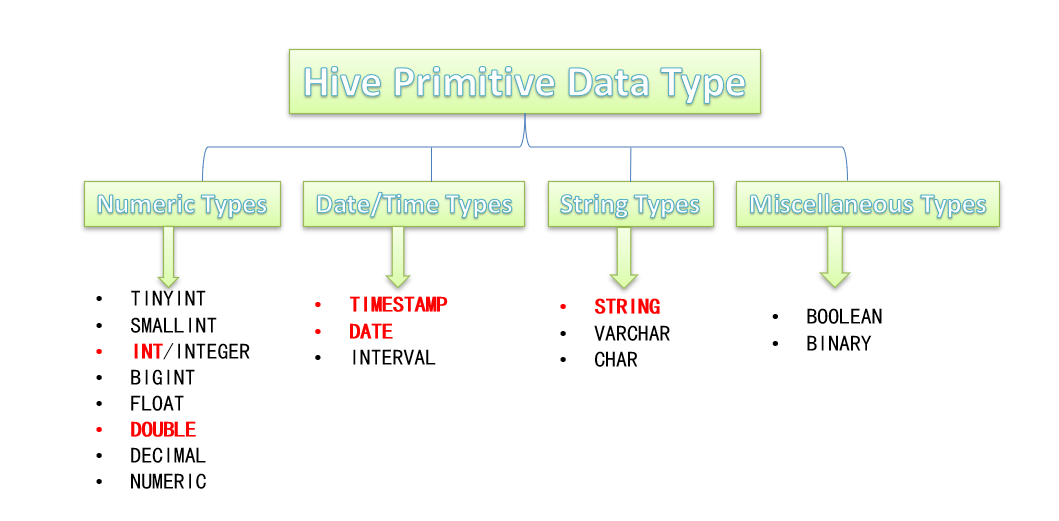 Hive Primitive Data Type
Numeric Types
TINYINT
SMALLINT
INT/INTEGER
BIGINT
FLOAT
DOUBLE
DECIMAL
NUMERIC
Date/Time Types
TIMESTAMP
DATE
INTERVAL
String Types
STRING
VARCHAR
CHAR
Miscellaneous Types
BOOLEAN
BINARY